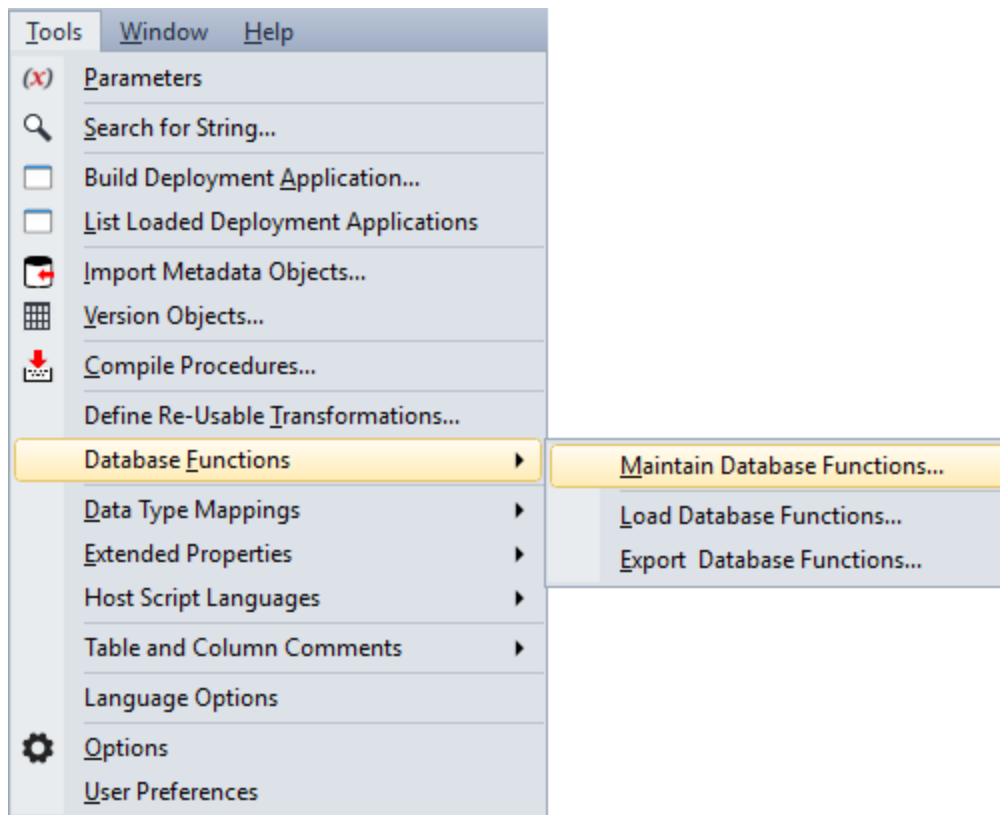 Tools Window Help
(x) Parameters
Search for String...
Build Deployment Application...
List Loaded Deployment Applications
Import Metadata Objects...
Version Objects...
Compile Procedures...
Define Re-Usable Transformations...
Database Functions
Maintain Database Functions...
Load Database Functions...
Export  Database Functions...
Data Type Mappings
Extended Properties
Host Script Languages
Table and Column Comments
Language Options
Options
User Preferences